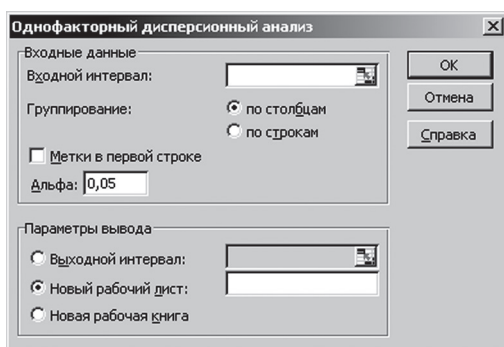 Однофакторный дисперсионный анализ
Входные данные
Входной интервал:
Группирование:
по столбцам
по строкам
Метки в первой строке
Альфа: 0,05
Параметры вывода
Выходной интервал:
Новый рабочий лист:
Новая рабочая книга
ОК
Отмена
Справка